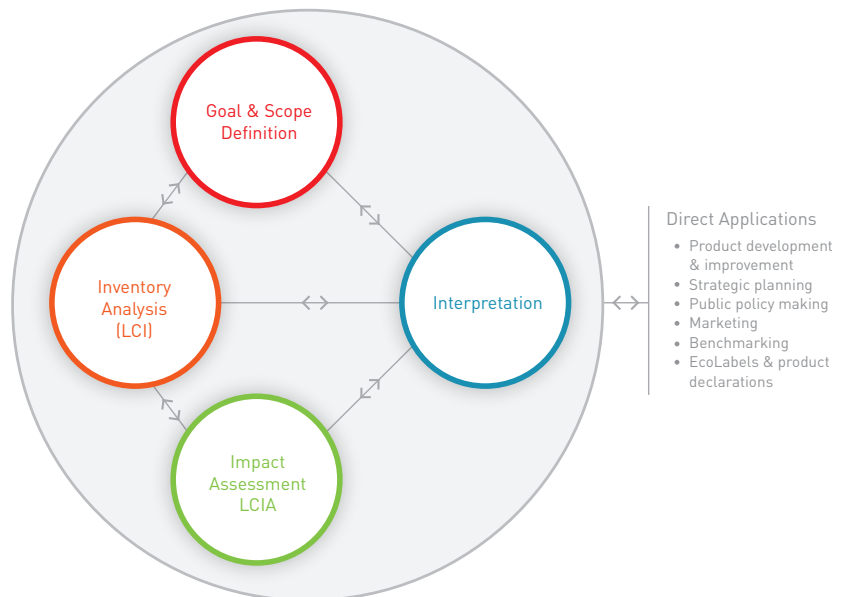 Goal & Scope
Definition
Inventory
Analysis
(LCI)
Interpretation
Impact
Assessment
LCIA
Direct Applications
• Product development
& improvement
• Strategic planning
• Public policy making
• Marketing
• Benchmarking
• EcoLabels & product
declarations